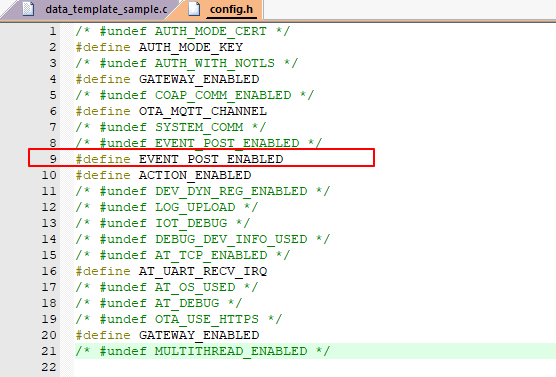 data_template_sample.c config.h
1 /* #undef AUTH_MODE_CERT */
2 #define AUTH_MODE_KEY
3 /* #undef AUTH_WITH_NOTLS */
4 #define GATEWAY_ENABLED
5 /* #undef COAP_COMM_ENABLED */
6 #define OTA_MQTT_CHANNEL
7 /* #undef SYSTEM_COMM */
8 /* #undef EVENT_POST_ENABLED */
9 #define EVENT_POST_ENABLED
10 #define ACTION_ENABLED
11 /* #undef DEV_DYN_REG_ENABLED */
12 /* #undef LOG_UPLOAD */
13 /* #undef IOT_DEBUG */
14 /* #undef DEBUG_DEV_INFO_USED */
15 /* #undef AT_TCP_ENABLED */
16 #define AT_UART_RECV_IRQ
17 /* #undef AT_OS_USED */
18 /* #undef AT_DEBUG */
19 /* #undef OTA_USE_HTTPS */
20 #define GATEWAY_ENABLED
21 /* #undef MULTITHREAD_ENABLED */
22